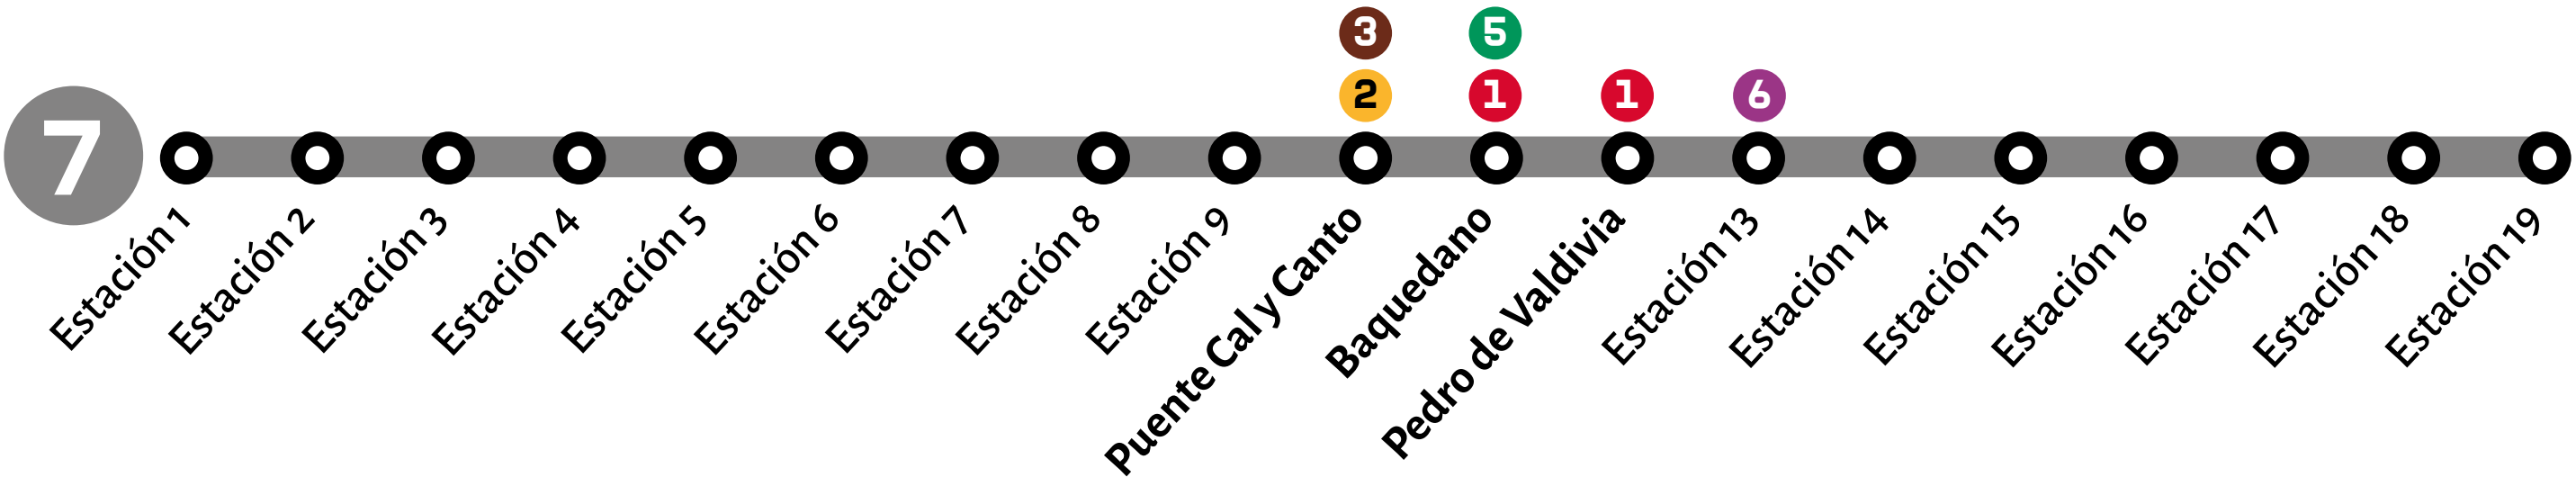 3
5
2
1
1
6
7
Estación 1
Estación 2
Estación 3
Estación 4
Estación 5
Estación 6
Estación 7
Estación 8
Estación 9
Puente Cal y Canto
Baquedano
Pedro de Valdivia
Estación 13
Estación 14
Estación 15
Estación 16
Estación 17
Estación 18
Estación 19